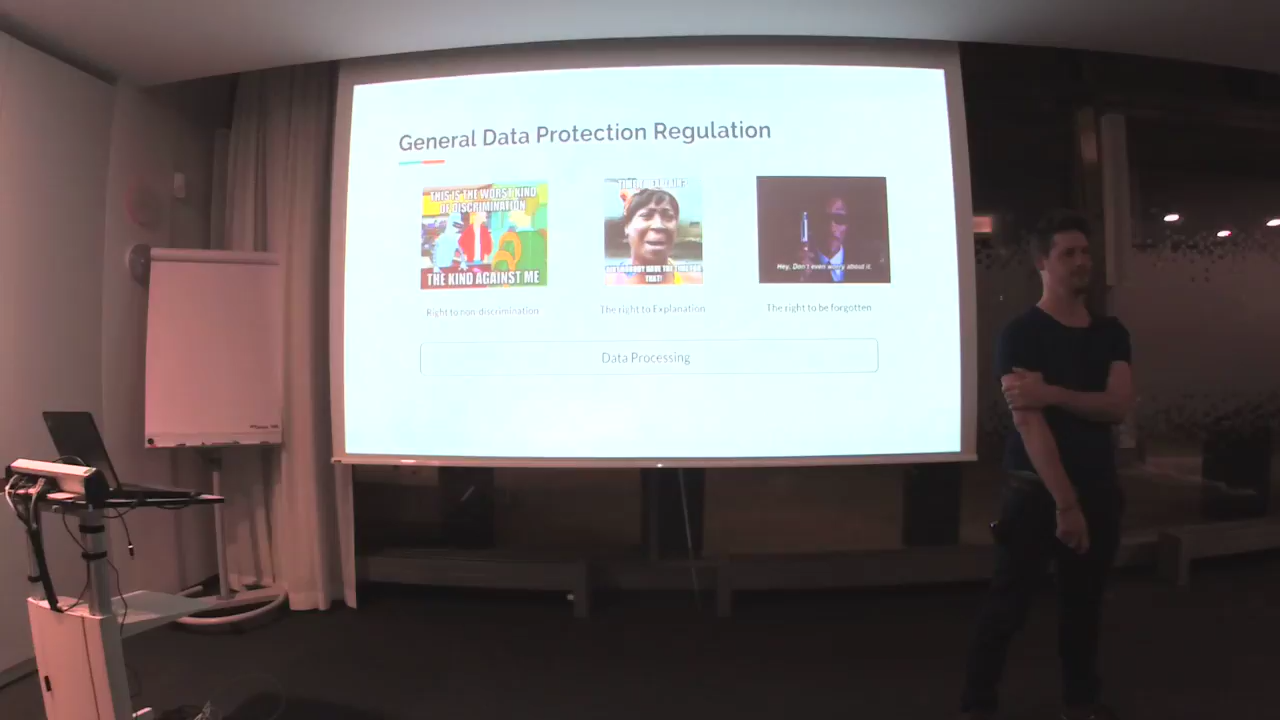 General Data Protection Regulation
THIS IS THE WORST KIND
OF DISCRIMINATION
THE KIND AGAINST ME
THAT!
Hey, Don't even worry about it.
Right to non discrimination
The right to Explanation
The right to be forgotten
Data Processing